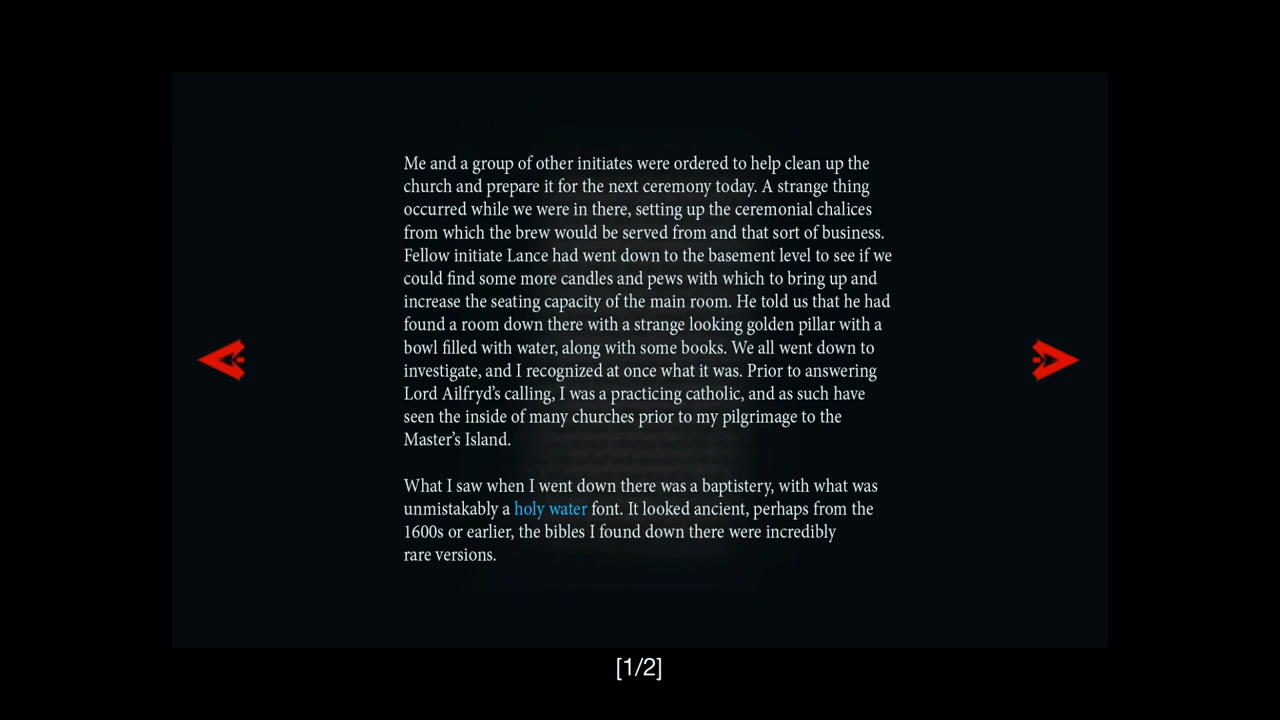 Me and a group of other initiates were ordered to help clean up the
church and prepare it for the next ceremony today. A strange thing
occurred while we were in there, setting up the ceremonial chalices
from which the brew would be served from and that sort of business.
Fellow initiate Lance had went down to the basement level to see if we
could find some more candles and pews with which to bring up and
increase the seating capacity of the main room. He told us that he had
found a room down there with a strange looking golden pillar with a
bowl filled with water, along with some books. We all went down to
investigate, and I recognized at once what it was. Prior to answering
Lord Ailfryd's calling, I was a practicing catholic, and as such have
seen the inside of many churches prior to my pilgrimage to the
Master's Island.
What I saw when I went down there was a baptistery, with what was
unmistakably a holy water font. It looked ancient, perhaps from the
1600s or earlier, the bibles I found down there were incredibly
rare versions.
[1/2]